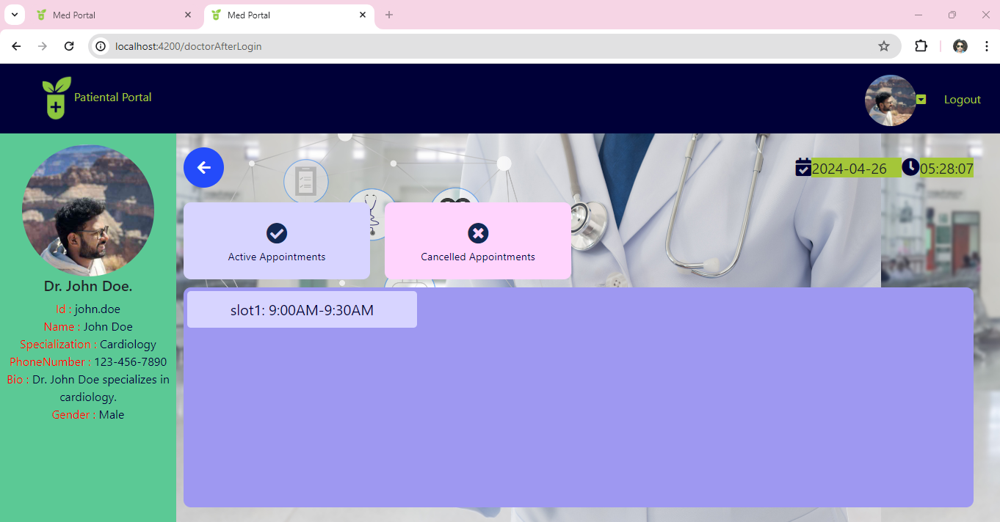 Med Portal
Med Portal
localhost:4200/doctorAfterLogin
Patiental Portal
Logout
2024-04-26 05:28:07
Active Appointments
Cancelled Appointments
slot1: 9:00AM-9:30AM
Dr. John Doe.
Id : john.doe
Name : John Doe
Specialization : Cardiology
PhoneNumber : 123-456-7890
Bio : Dr. John Doe specializes in
cardiology.
Gender : Male